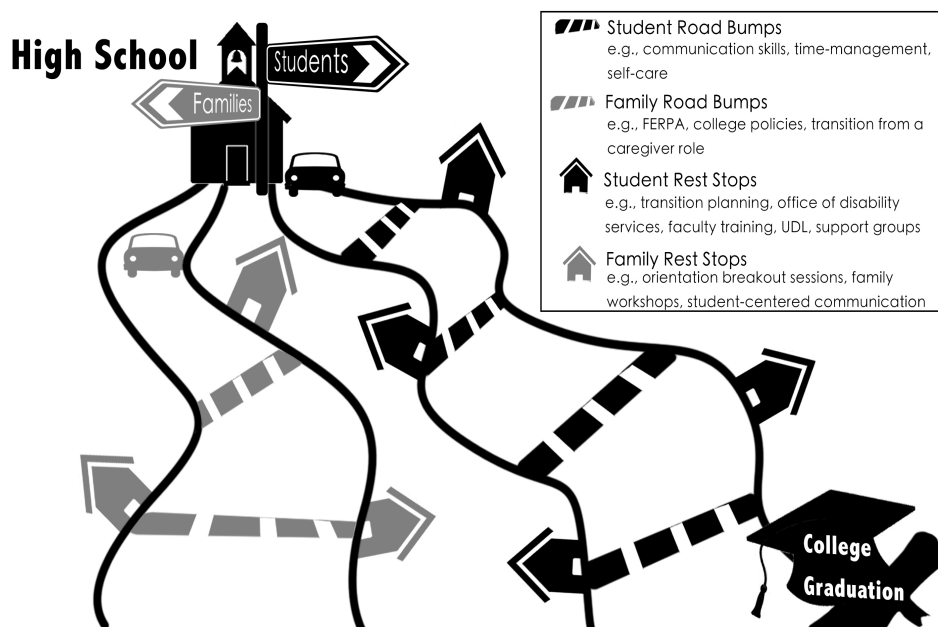 High School
Students
Families
Student Road Bumps
e.g., communication skills, time-management,
self-care
Family Road Bumps
e.g., FERPA, college policies, transition from a
caregiver role
Student Rest Stops
e.g., transition planning, office of disability
services, faculty training, UDL, support groups
Family Rest Stops
e.g., orientation breakout sessions, family
workshops, student-centered communication
College
Graduation